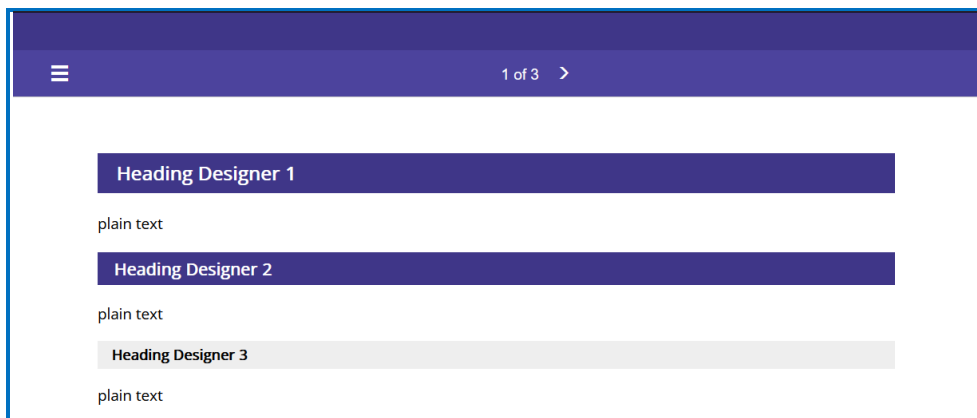 1 of 3
Heading Designer 1
plain text
Heading Designer 2
plain text
Heading Designer 3
plain text